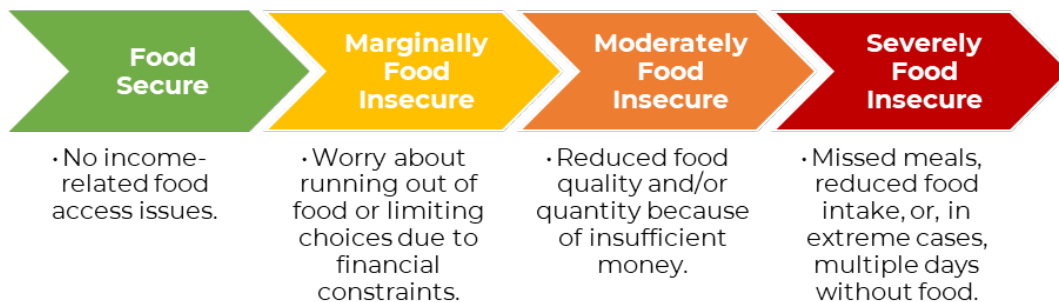 Food
Secure
Marginally
Food
Insecure
Moderately
Food
Insecure
Severely
Food
Insecure
• No income-
related food
access issues.
• Worry about
running out of
food or limiting
choices due to
financial
constraints.
• Reduced food
quality and/or
quantity because
of insufficient
money.
• Missed meals,
reduced food
intake, or, in
extreme cases,
multiple days
without food.